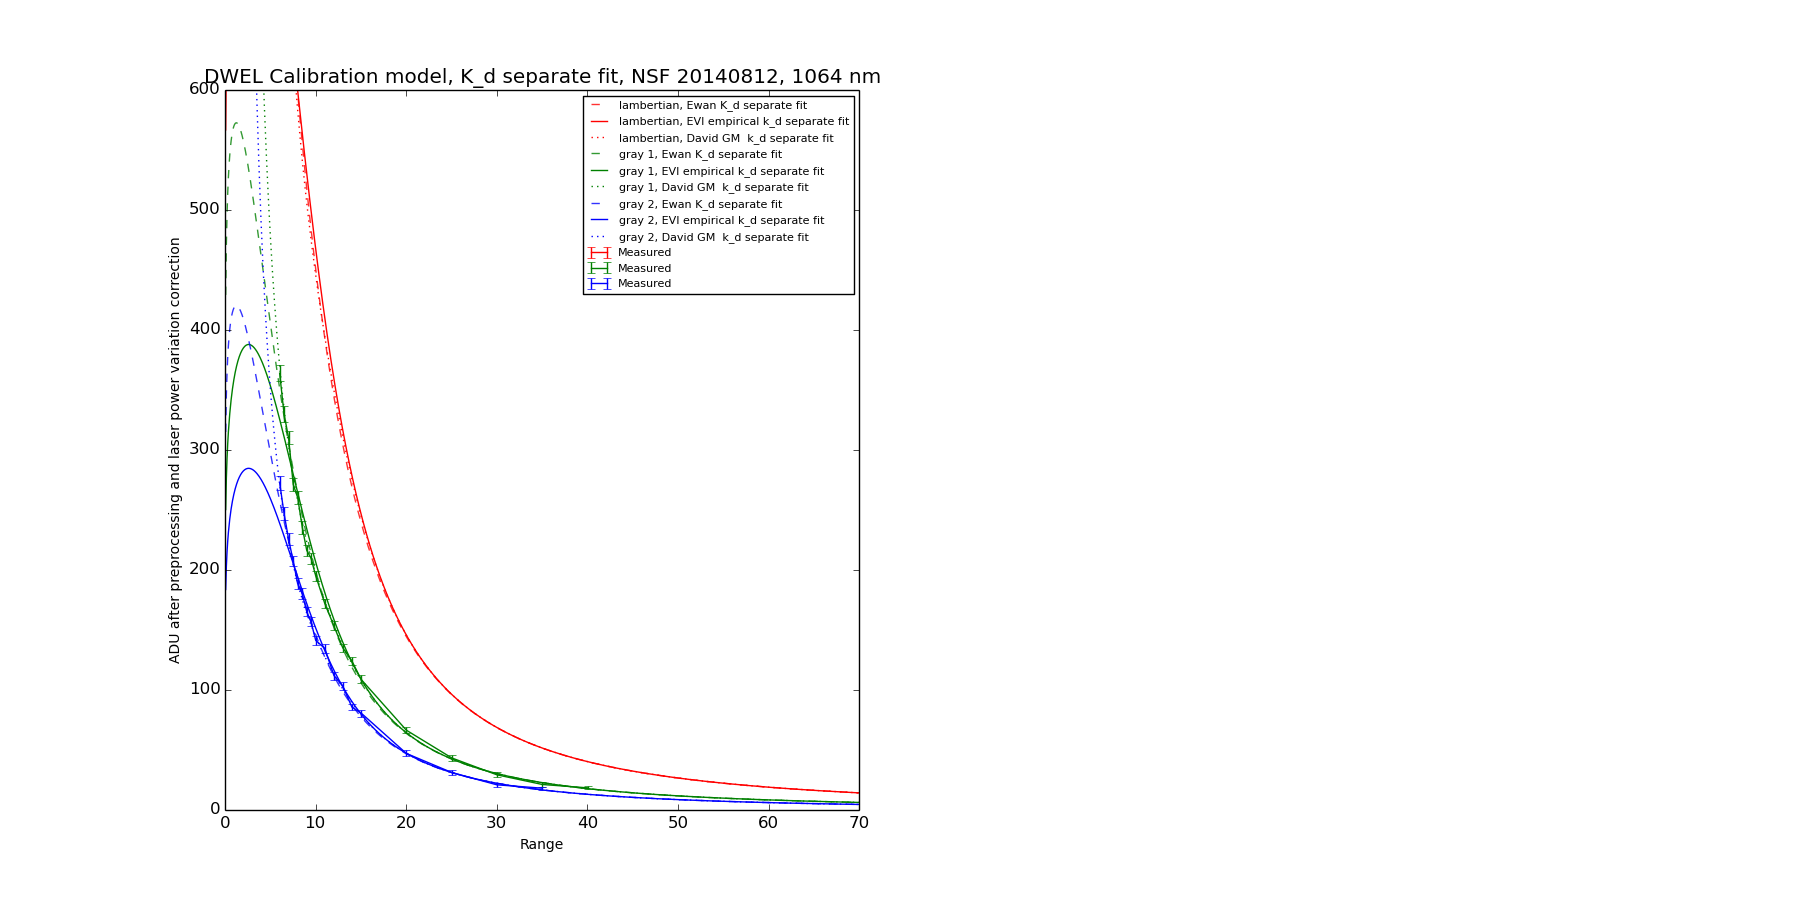 DWEL Calibration model, K_d separate fit, NSF 20140812, 1064 nm
600
500
400
300
200
100
0
ADU after preprocessing and laser power variation correction
lambertian, Ewan K_d separate fit
lambertian, EVI empirical k_d separate fit
lambertian, David GM  k_d separate fit
gray 1, Ewan K_d separate fit
gray 1, EVI empirical k_d separate fit
gray 1, David GM  k_d separate fit
gray 2, Ewan K_d separate fit
gray 2, EVI empirical k_d separate fit
gray 2, David GM  k_d separate fit
Measured
Measured
Measured
0 10 20 30 40 50 60 70
Range